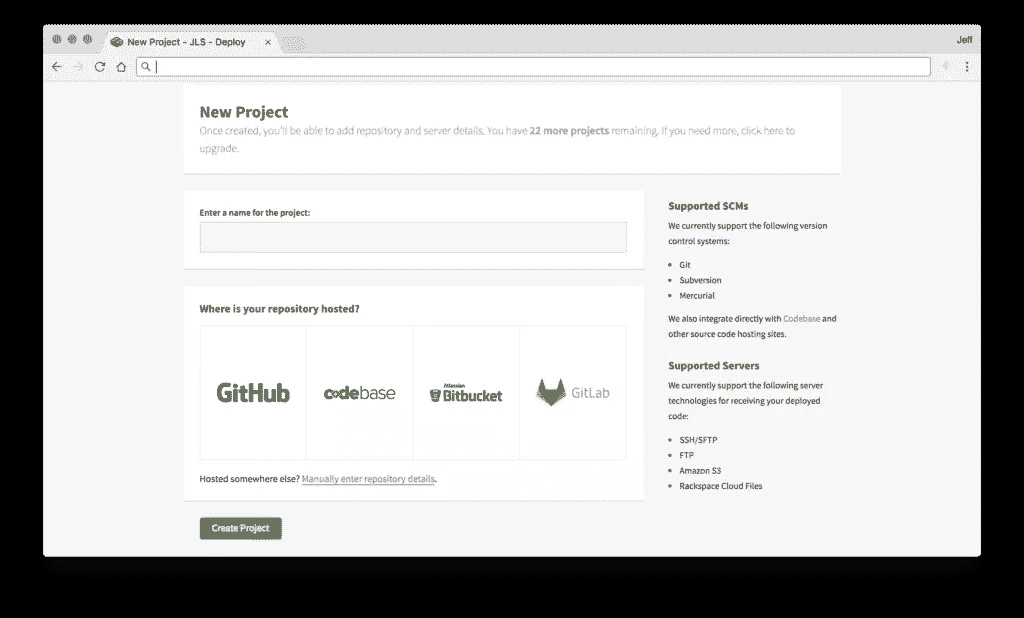 New Project - JLS - Deploy
Jeff
New Project
Once created, you'll be able to add repository and server details. You have 22 more projects remaining. If you need more, click here to
upgrade.
Enter a name for the project:
Where is your repository hosted?
GitHub
codebase
Atlassian
Bitbucket
GitLab
Hosted somewhere else? Manually enter repository details.
Create Project
Supported SCMs
We currently support the following version
control systems:
Git
Subversion
Mercurial
We also integrate directly with Codebase and
other source code hosting sites.
Supported Servers
We currently support the following server
technologies for receiving your deployed
code:
SSH/SFTP
FTP
Amazon S3
Rackspace Cloud Files